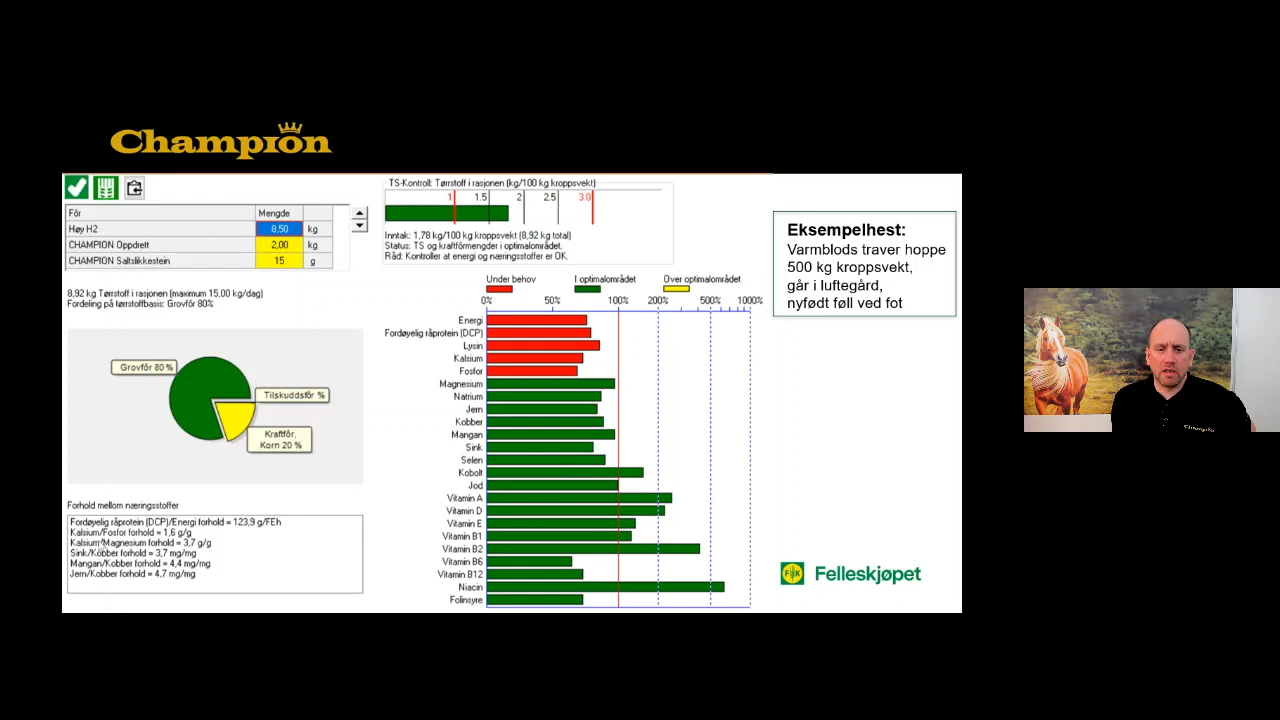 Champion
Fôr Mengde
Høy H2 8,50 kg
CHAMPION Oppdrett 2,00 kg
CHAMPION Saltslikkestein 15 g
8,92 kg Tørrstoff i rasjonen (maximum 15,00 kg/dag)
Fordeling på tørrstoffbasis: Grovfôr 80%
Grovfôr 80 %
Tilskuddsfôr %
Kraftfôr,
Korn 20 %
Forhold mellom næringsstoffer
Fordøyelig råprotein (DCP)/Energi forhold = 123,9 g/FEh
Kalsium/Fosfor forhold = 1,6 g/g
Kalsium/Magnesium forhold = 3,7 g/g
Sink/Kobber forhold = 3,7 mg/mg
Mangan/Kobber forhold = 4,4 mg/mg
Jern/Kobber forhold = 4,7 mg/mg
TS-Kontroll: Tørrstoff i rasjonen (kg/100 kg kroppsvekt)
1 1.5 2 2.5 3.0
Inntak: 1,78 kg/100 kg kroppsvekt (8,92 kg total)
Status: TS og kraftfôrmengder i optimalområdet.
Råd: Kontroller at energi og næringsstoffer er OK.
Under behov I optimalområdet Over optimalområdet
0% 50% 100% 200% 500% 1000%
Energi
Fordøyelig råprotein (DCP)
Lysin
Kalsium
Fosfor
Magnesium
Natrium
Jern
Kobber
Mangan
Sink
Selen
Kobolt
Jod
Vitamin A
Vitamin D
Vitamin E
Vitamin B1
Vitamin B2
Vitamin B6
Vitamin B12
Niacin
Folinsyre
Eksempelhest:
Varmblods traver hoppe
500 kg kroppsvekt,
går i luftegård,
nyfødt føll ved fot
FK Felleskjøpet
Champion